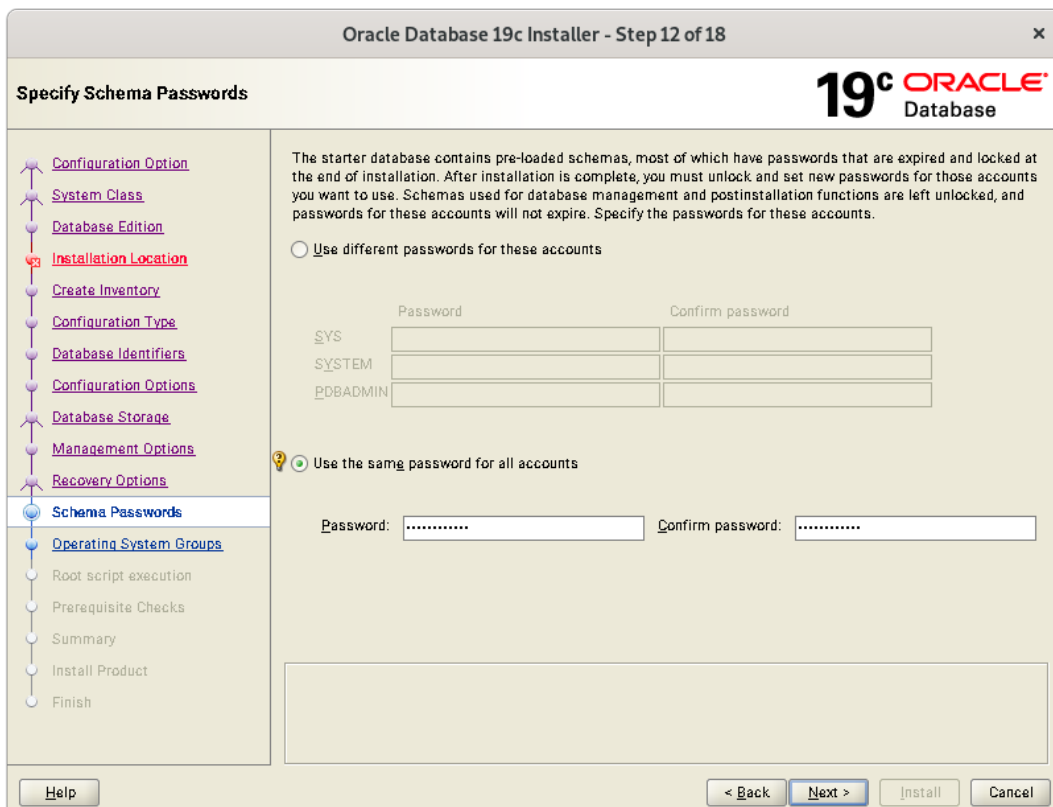 Oracle Database 19c Installer - Step 12 of 18
×
Specify Schema Passwords
19c ORACLE
Database
Configuration Option
System Class
Database Edition
Installation Location
Create Inventory
Configuration Type
Database Identifiers
Configuration Options
Database Storage
Management Options
Recovery Options
Schema Passwords
Operating System Groups
Root script execution
Prerequisite Checks
Summary
Install Product
Finish
The starter database contains pre-loaded schemas, most of which have passwords that are expired and locked at
the end of installation. After installation is complete, you must unlock and set new passwords for those accounts
you want to use. Schemas used for database management and postinstallation functions are left unlocked, and
passwords for these accounts will not expire. Specify the passwords for these accounts.
Use different passwords for these accounts
Password Confirm password
SYS
SYSTEM
PDBADMIN
Use the same password for all accounts
Password: •••••••••••• Confirm password: ••••••••••••
Help < Back Next > Install Cancel